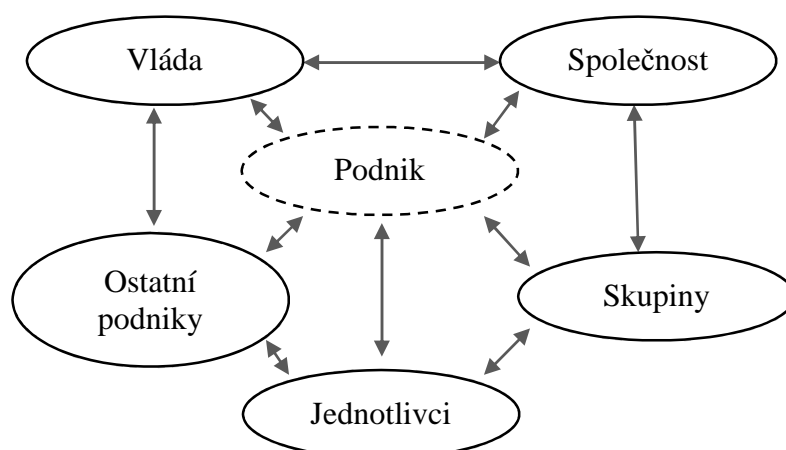 Vláda
Společnost
Podnik
Ostatní
podniky
Skupiny
Jednotlivci